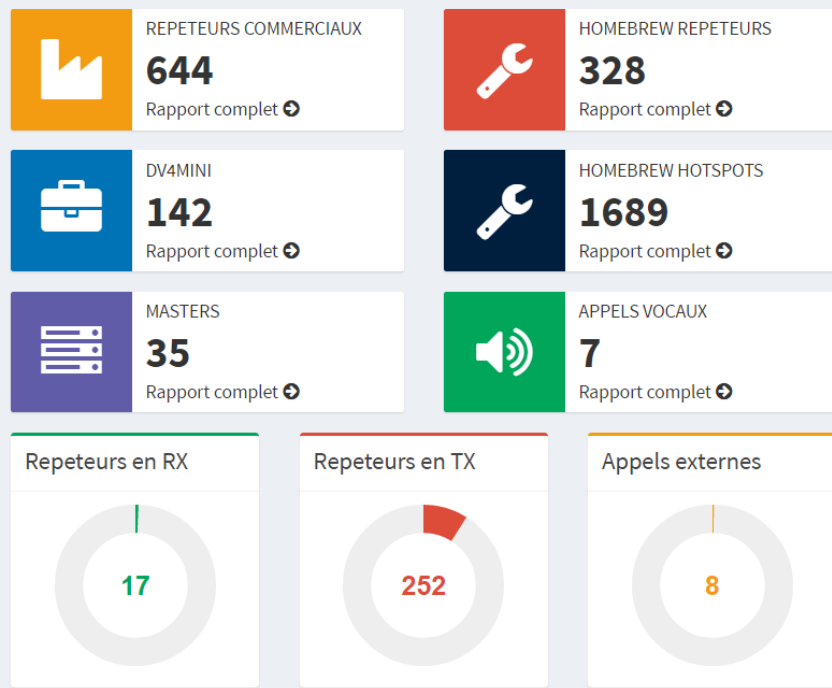 REPETEURS COMMERCIAUX
644
Rapport complet
HOMEBREW REPETEURS
328
Rapport complet
DV4MINI
142
Rapport complet
HOMEBREW HOTSPOTS
1689
Rapport complet
MASTERS
35
Rapport complet
APPELS VOCAUX
7
Rapport complet
Repeteurs en RX
17
Repeteurs en TX
252
Appels externes
8